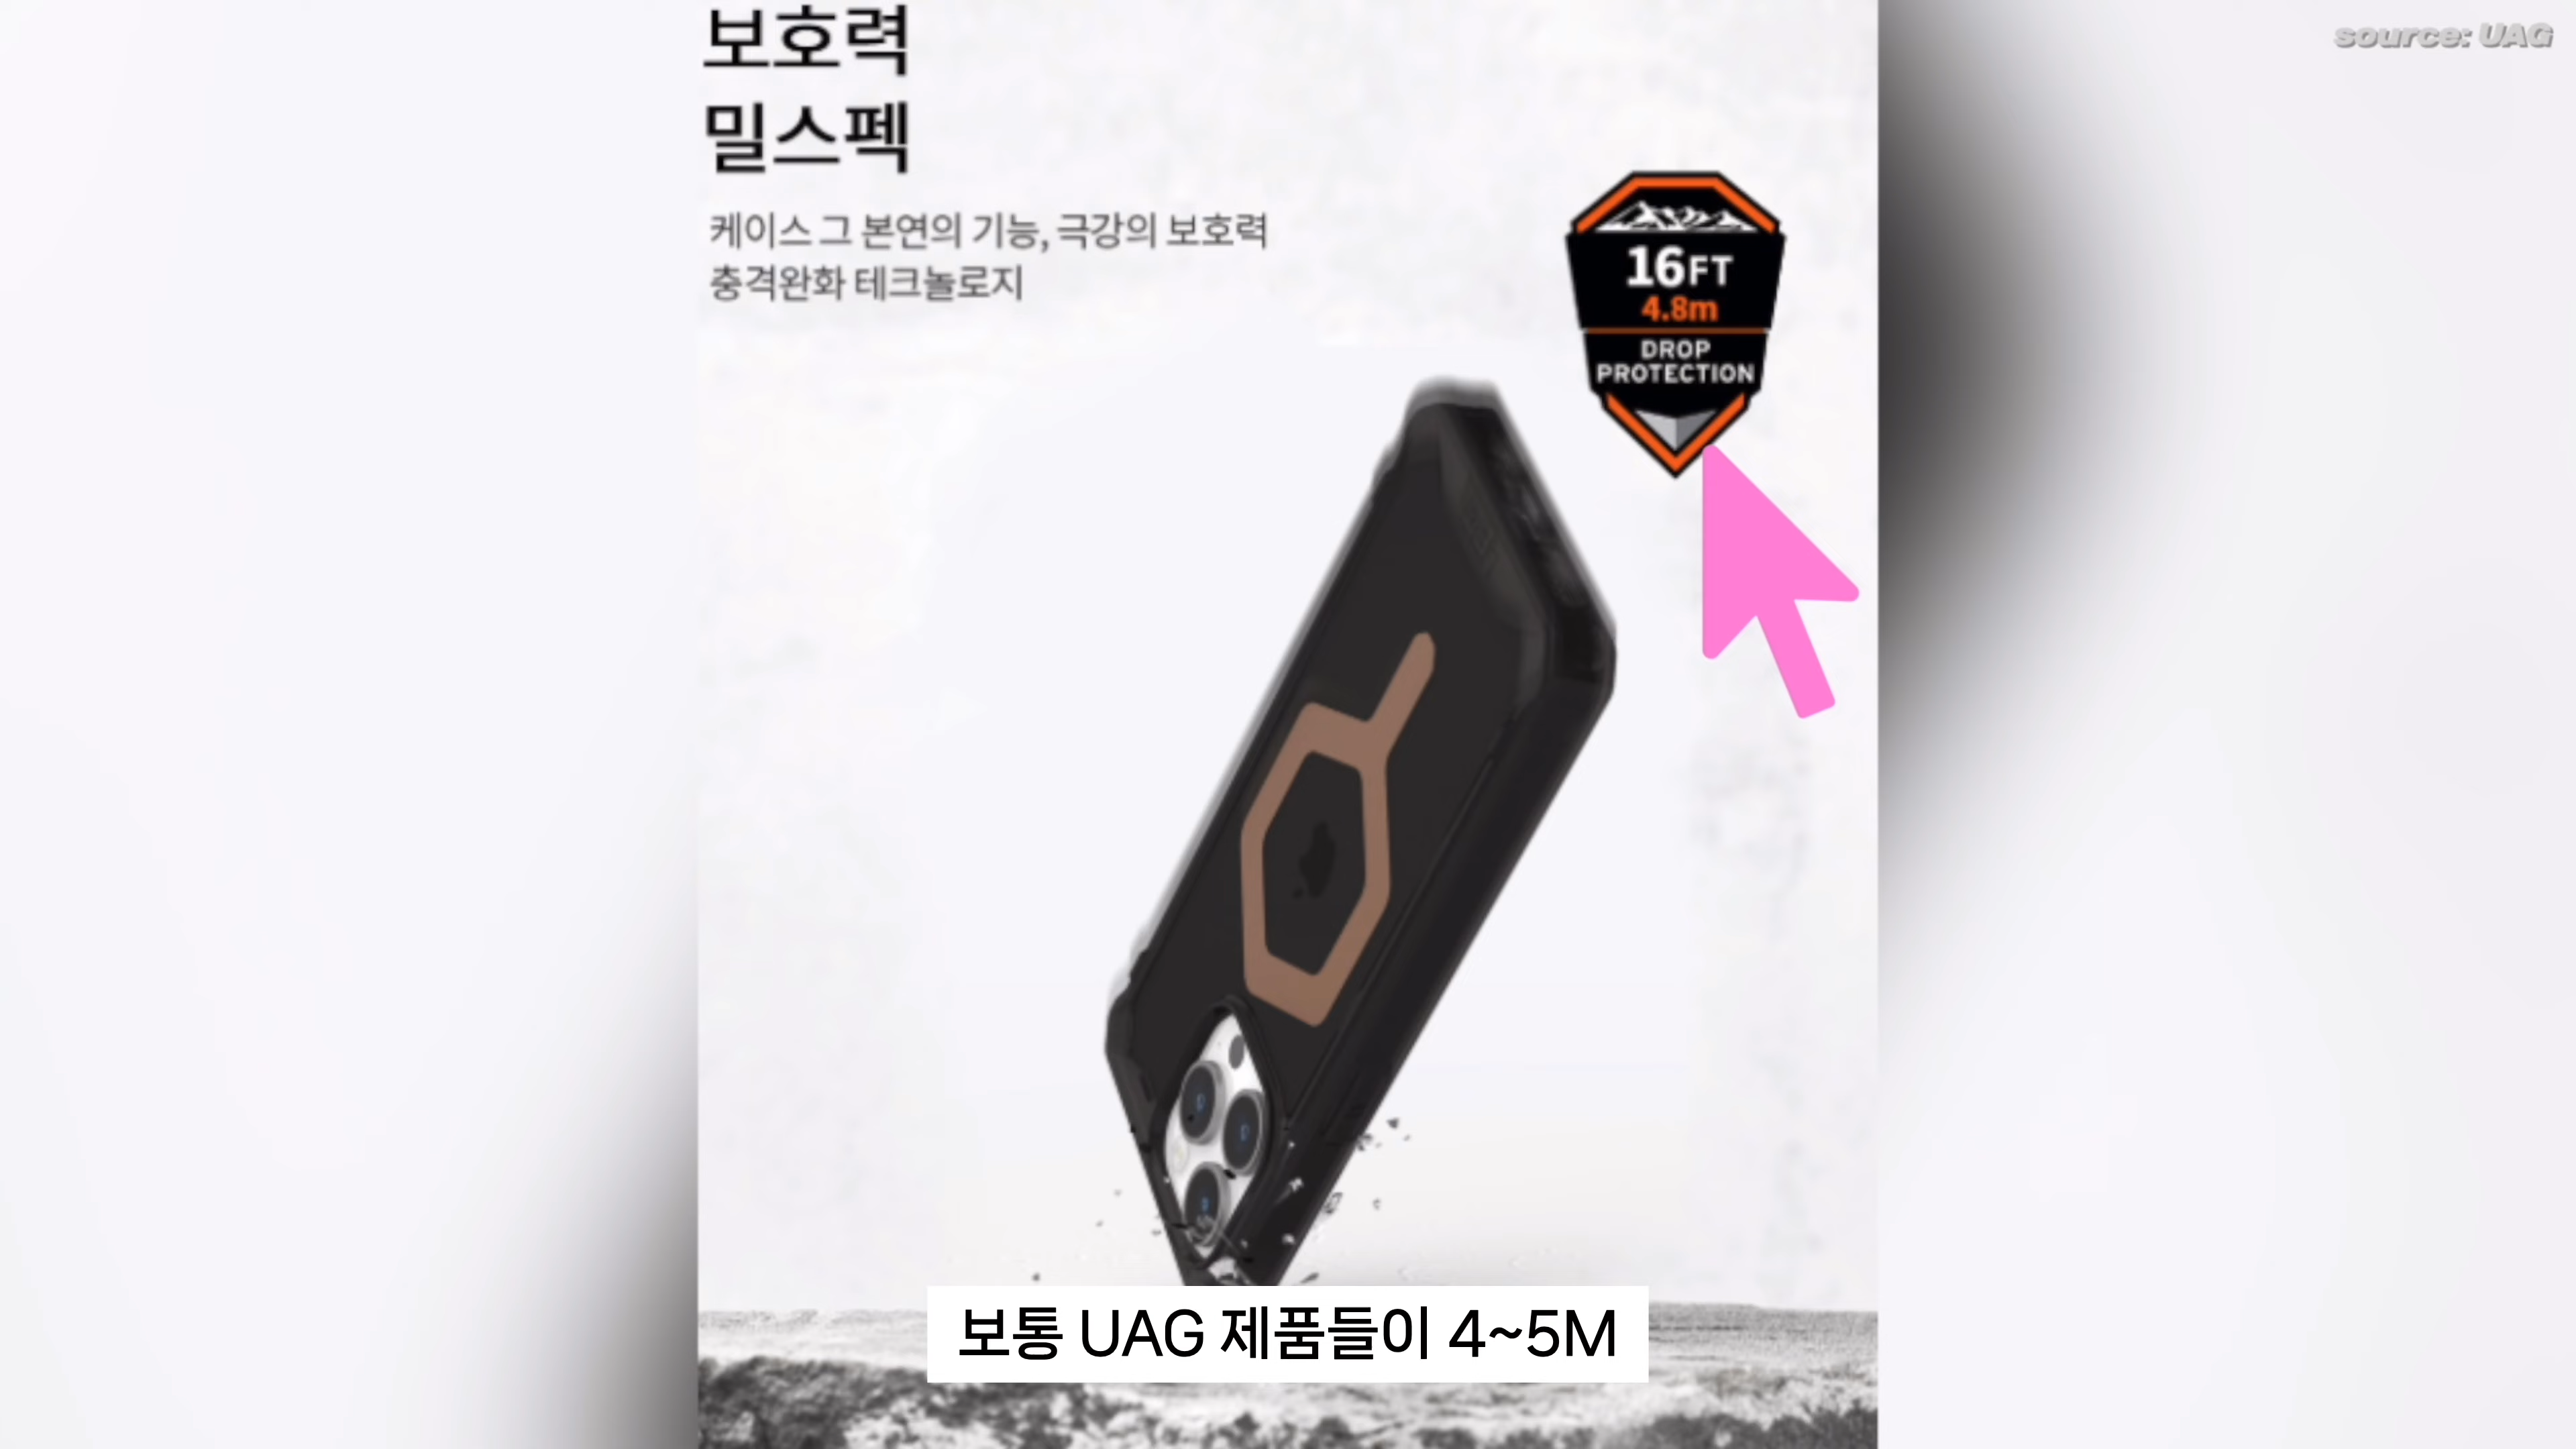 source: UAG
보호력
밀스펙
케이스 그 본연의 기능, 극강의 보호력
충격완화 테크놀로지
16FT
4.8m
DROP
PROTECTION
보통 UAG 제품들이 4~5M